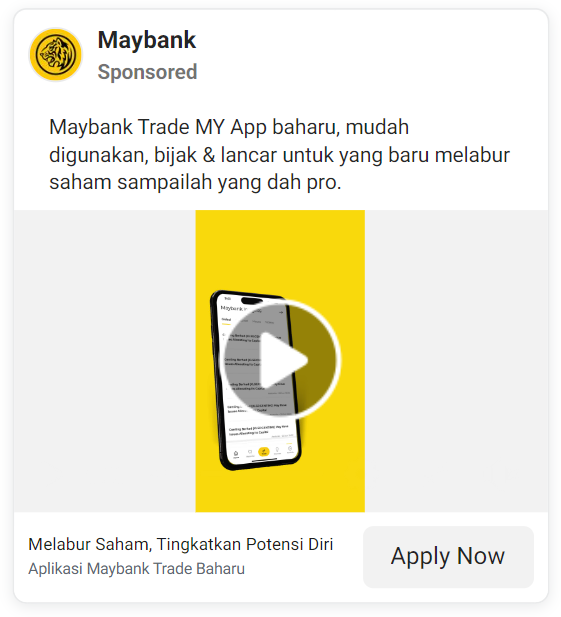 Maybank
Sponsored
Maybank Trade MY App baharu, mudah
digunakan, bijak & lancar untuk yang baru melabur
saham sampailah yang dah pro.
Maybank
Melabur Saham, Tingkatkan Potensi Diri
Aplikasi Maybank Trade Baharu
Apply Now